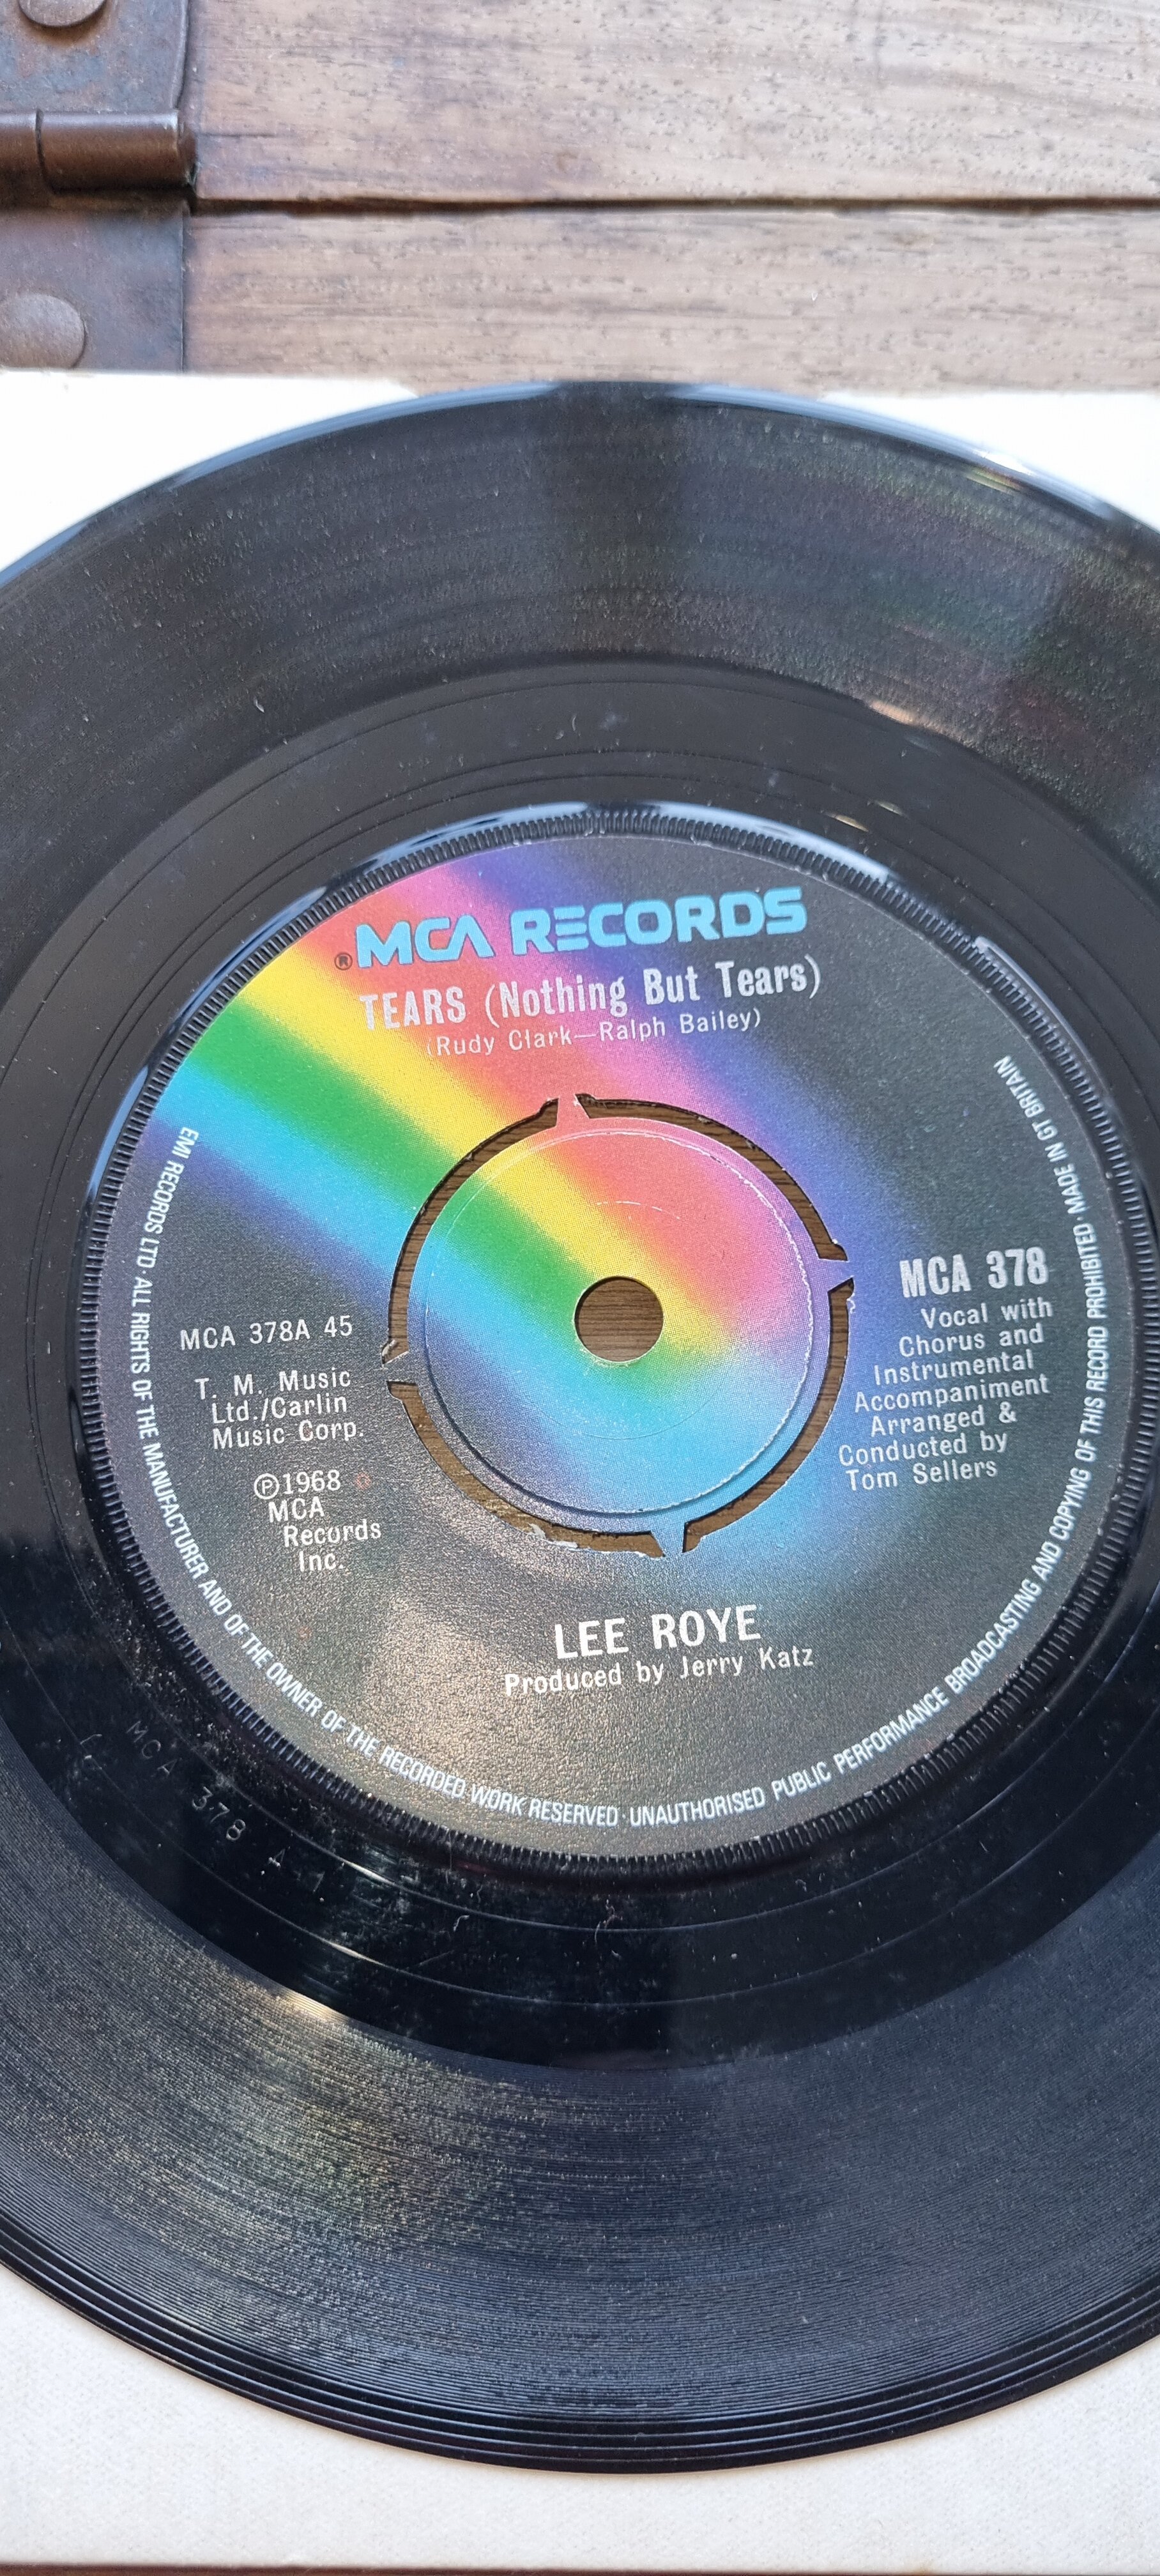 ® MCA RECORDS
TEARS (Nothing But Tears)
(Rudy Clark—Ralph Bailey)
MCA 378A 45
T. M. Music
Ltd./Carlin
Music Corp.
Ⓟ1968
MCA
Records
Inc.
MCA 378
Vocal with
Chorus and
Instrumental
Accompaniment
Arranged &
Conducted by
Tom Sellers
LEE ROYE
Produced by Jerry Katz
EMI RECORDS LTD· ALL RIGHTS OF THE MANUFACTURER AND OF THE OWNER OF THE RECORDED WORK RESERVED · UNAUTHORISED PUBLIC PERFORMANCE BROADCASTING AND COPYING OF THIS RECORD PROHIBITED· MADE IN GT BRITAIN
MCA 378 A